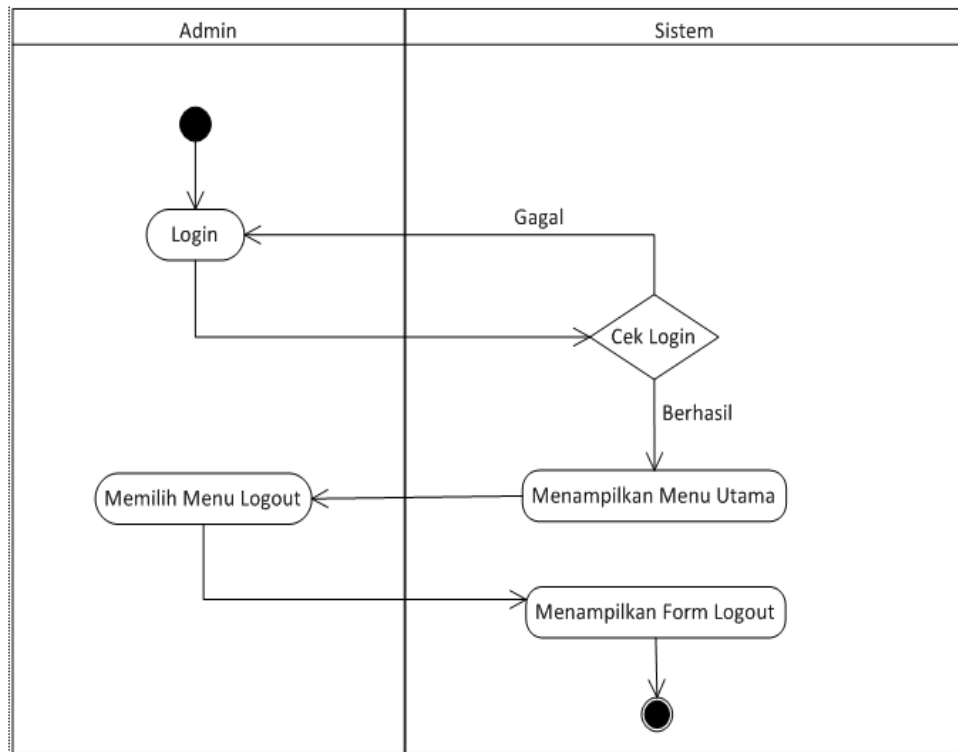 Admin
Sistem
Login
Gagal
Cek Login
Berhasil
Memilih Menu Logout
Menampilkan Menu Utama
Menampilkan Form Logout